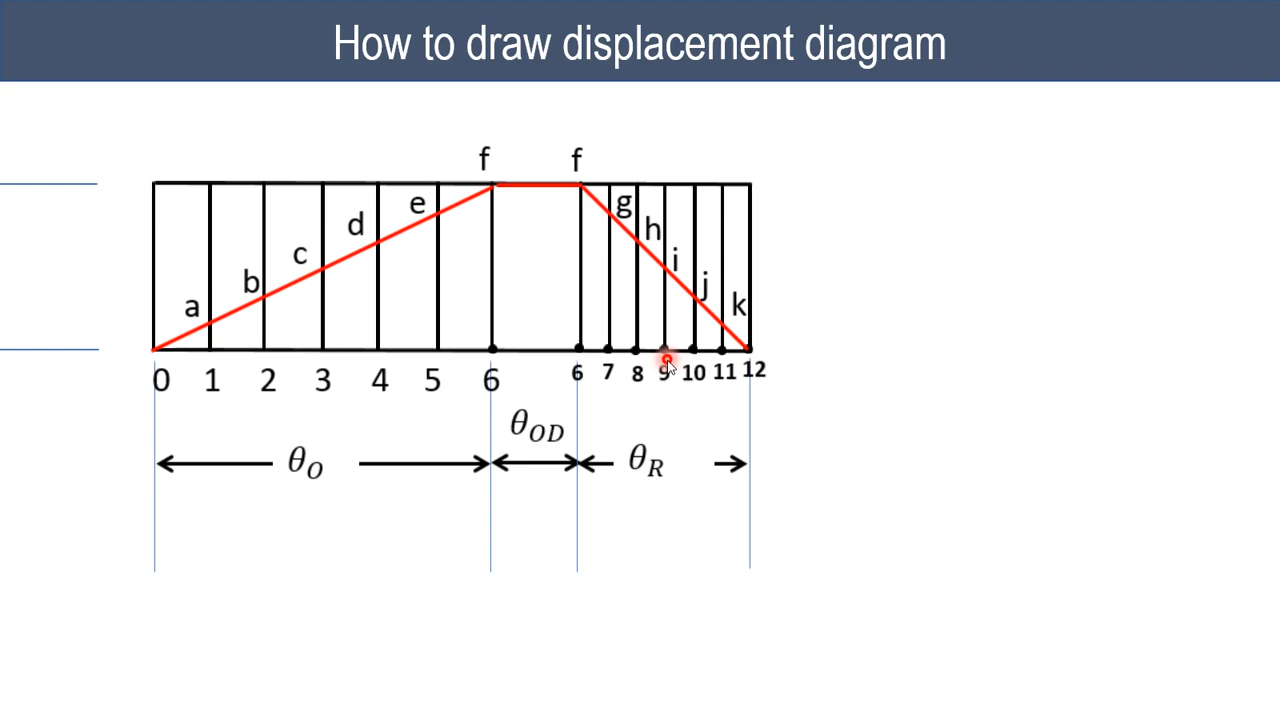 How to draw displacement diagram
f f
e g
d h
c i
b j
a k
0 1 2 3 4 5 6 6 7 8 9 10 11 12
θ_OD
θ_O θ_R